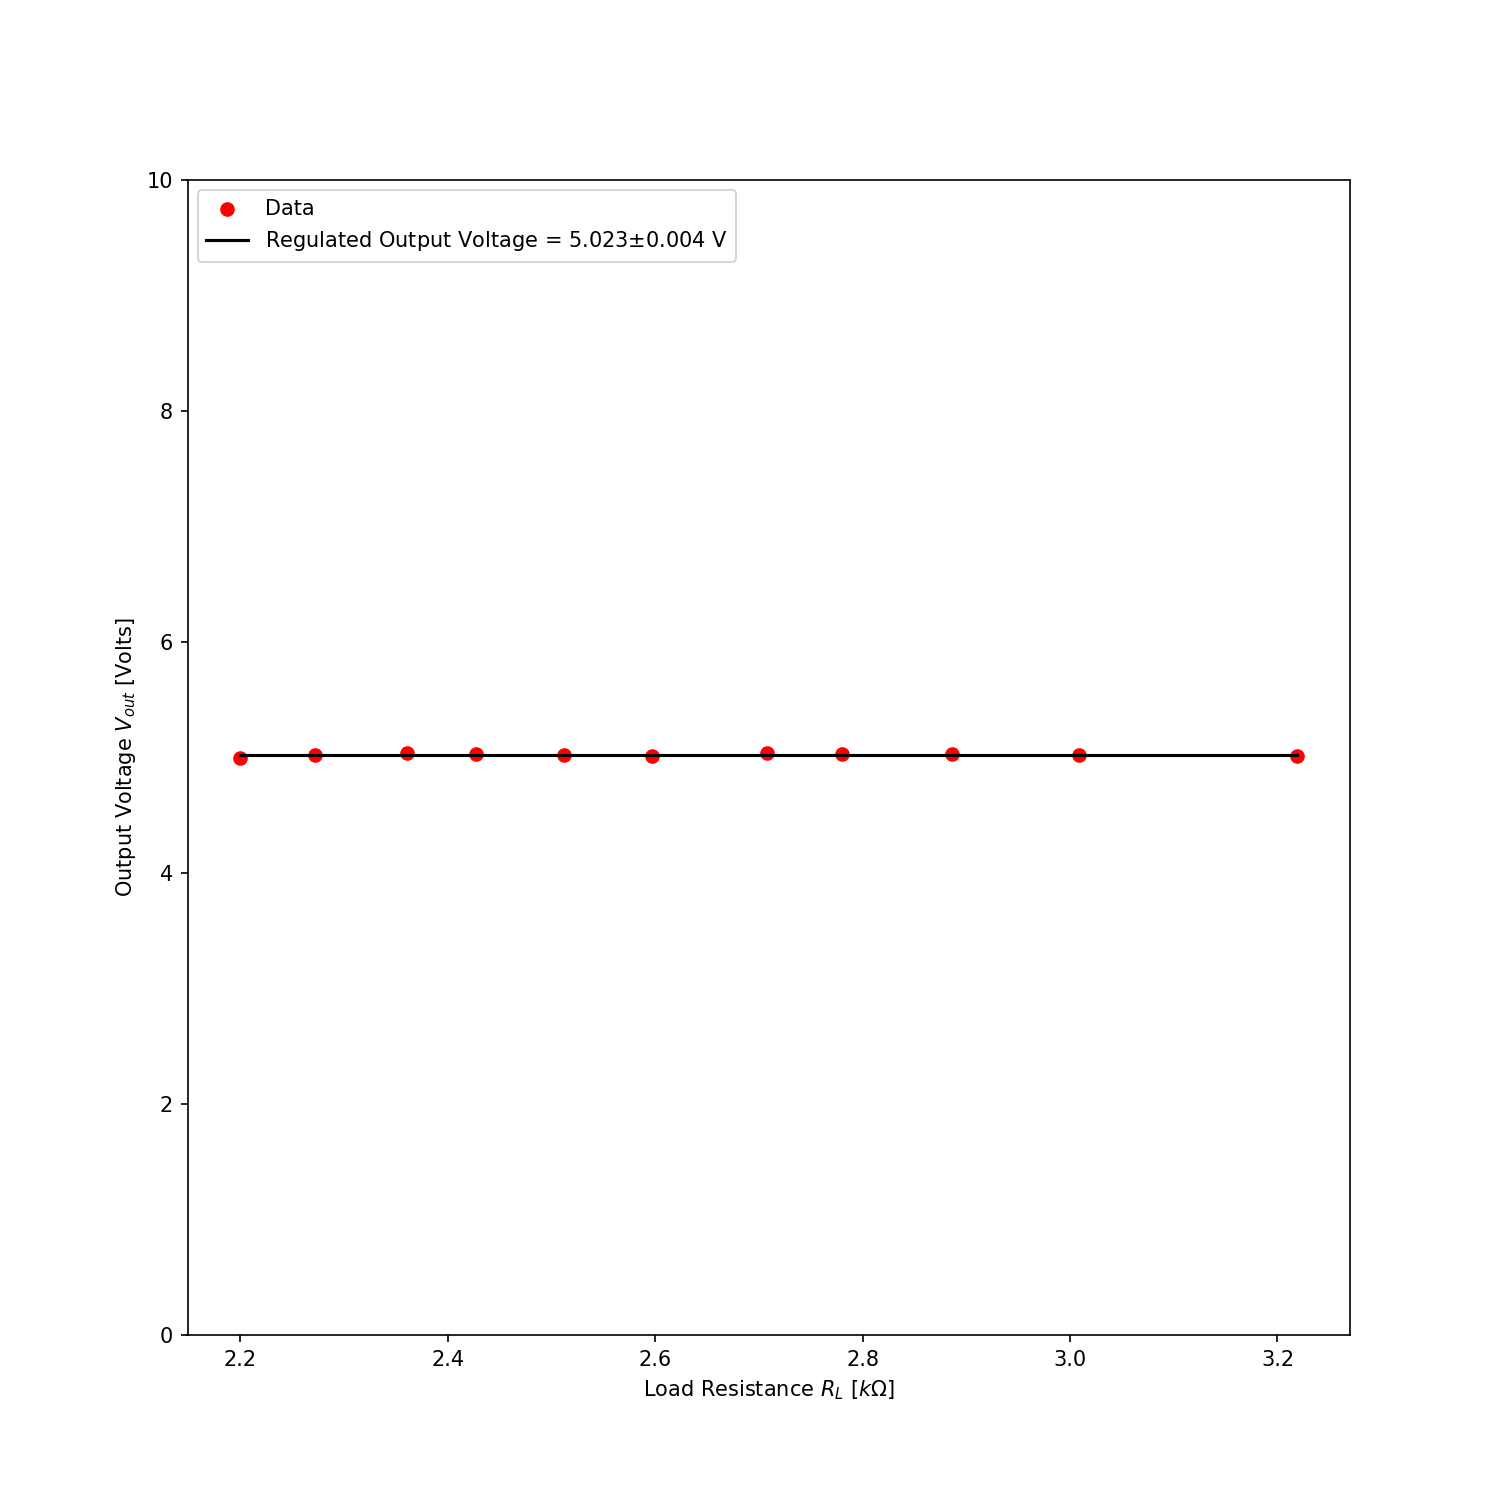 10
Data
Regulated Output Voltage = 5.023±0.004 V
8
6
4
2
0
Output Voltage V_out [Volts]
2.2 2.4 2.6 2.8 3.0 3.2
Load Resistance R_L [kΩ]